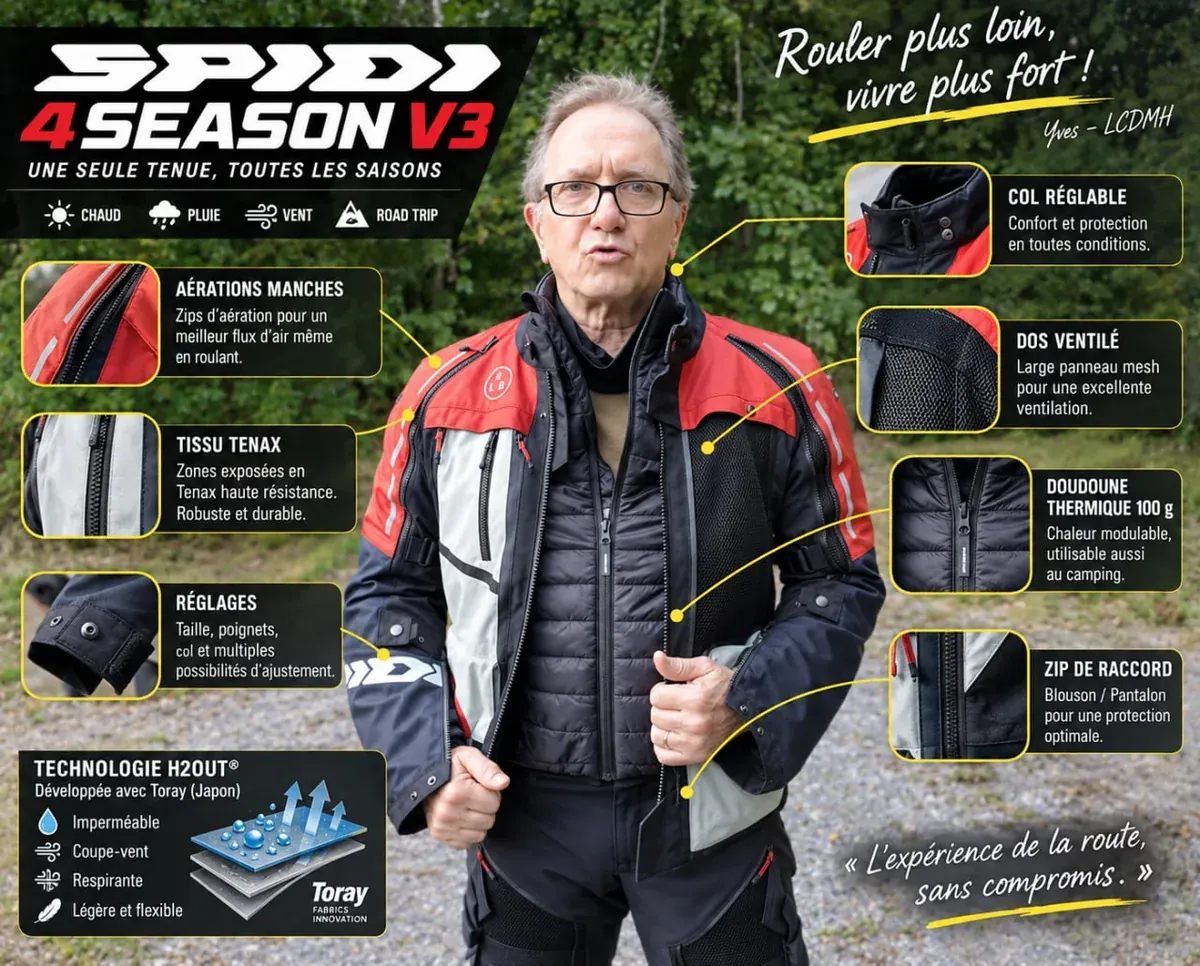 SPIDI
4SEASON V3
UNE SEULE TENUE, TOUTES LES SAISONS
CHAUD
PLUIE
VENT
ROAD TRIP
Rouler plus loin,
vivre plus fort !
Yves – LCDMH
AÉRATIONS MANCHES
Zips d'aération pour un
meilleur flux d'air même
en roulant.
TISSU TENAX
Zones exposées en
Tenax haute résistance.
Robuste et durable.
RÉGLAGES
Taille, poignets,
col et multiples
possibilités d'ajustement.
TECHNOLOGIE H2OUT®
Développée avec Toray (Japon)
Imperméable
Coupe-vent
Respirante
Légère et flexible
Toray
FABRICS
INNOVATION
COL RÉGLABLE
Confort et protection
en toutes conditions.
DOS VENTILÉ
Large panneau mesh
pour une excellente
ventilation.
DOUDOUNE
THERMIQUE 100 g
Chaleur modulable,
utilisable aussi
au camping.
ZIP DE RACCORD
Blouson / Pantalon
pour une protection
optimale.
« L'expérience de la route,
sans compromis. »